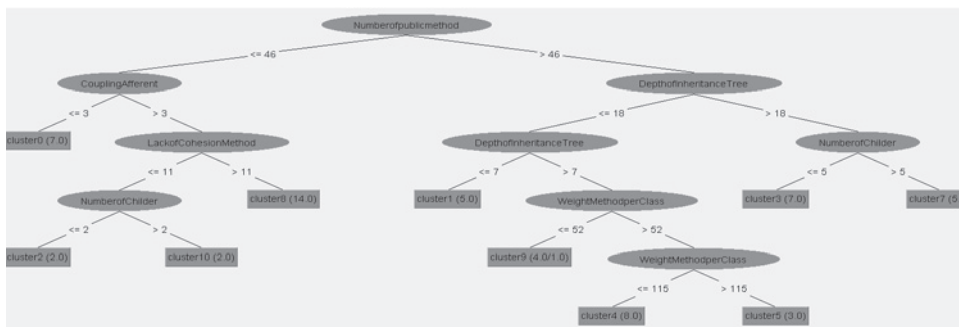 Numberofpublicmethod
<= 46 > 46
CouplingAfferent DepthofInheritanceTree
<= 3 > 3 <= 18 > 18
cluster0 (7.0) LackofCohesionMethod DepthofInheritanceTree NumberofChilder
<= 11 > 11 <= 7 > 7 <= 5 > 5
NumberofChilder cluster8 (14.0) cluster1 (5.0) WeightMethodperClass cluster3 (7.0) cluster7 (5
<= 2 > 2 <= 52 > 52
cluster2 (2.0) cluster10 (2.0) cluster9 (4.0/1.0) WeightMethodperClass
<= 115 > 115
cluster4 (8.0) cluster5 (3.0)